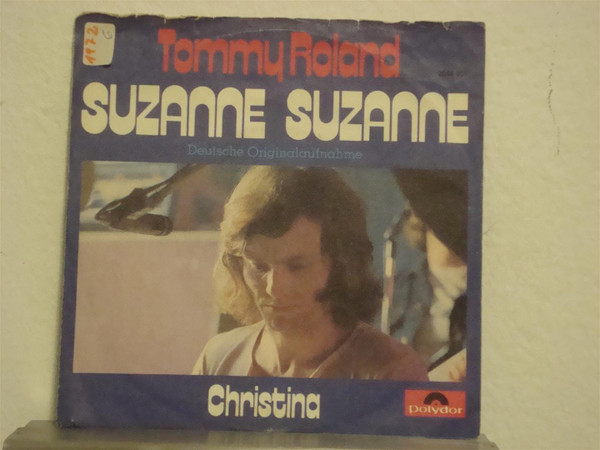 1972
Tommy Roland
SUZANNE SUZANNE
Deutsche Originalaufnahme
Christina
Polydor